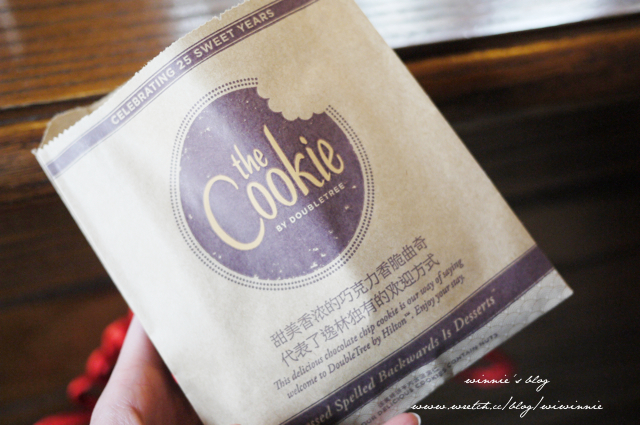 CELEBRATING 25 SWEET YEARS
the
Cookie
BY DOUBLETREE™
甜美香浓的巧克力香脆曲奇
代表了逸林独有的欢迎方式
This delicious chocolate chip cookie is our way of saying
welcome to DoubleTree by Hilton™. Enjoy your stay.
Spelled Backwards Is Desserts
winnie's blog
www.wretch.cc/blog/wiwinnie